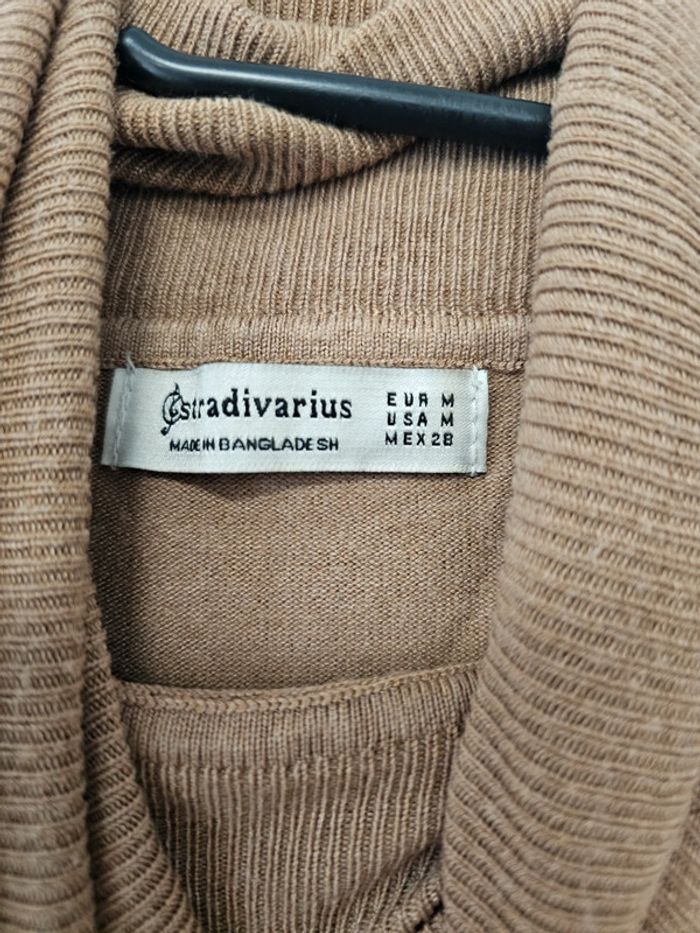 Stradivarius
MADE IN BANGLADESH
EUR M
USA M
MEX 28